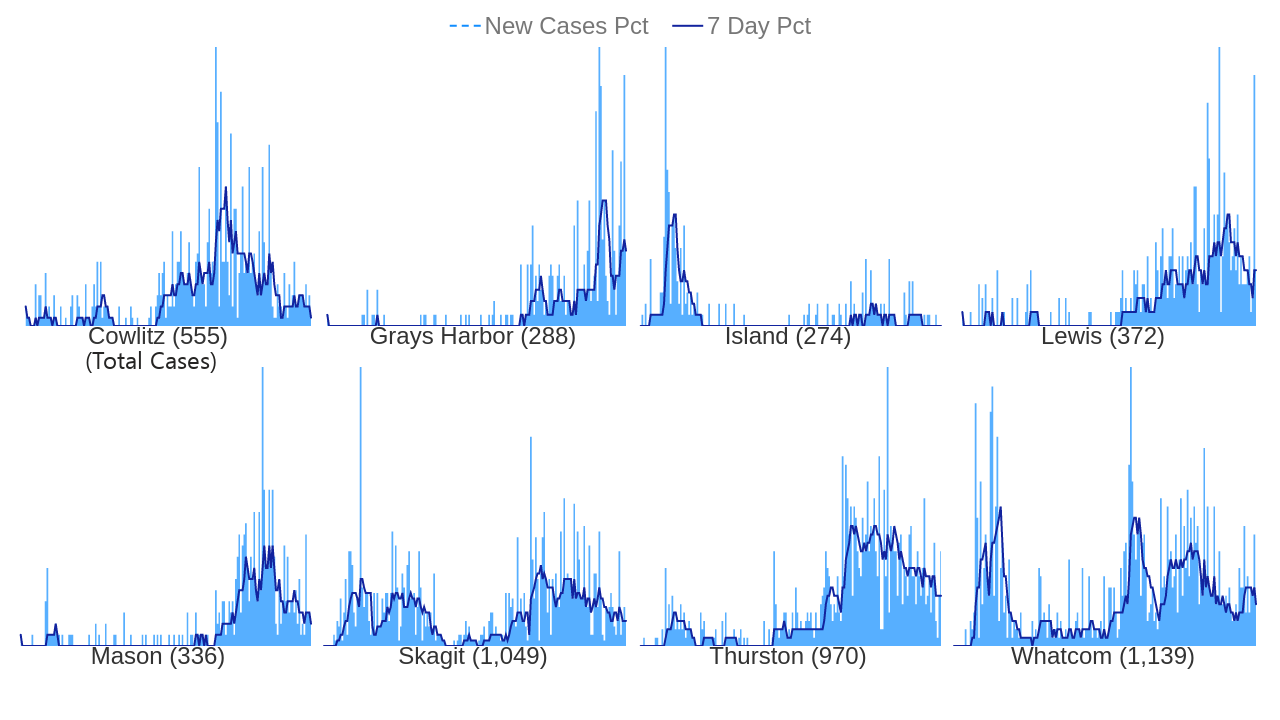 New Cases Pct 7 Day Pct
Cowlitz (555) Grays Harbor (288) Island (274) Lewis (372)
(Total Cases)
Mason (336) Skagit (1,049) Thurston (970) Whatcom (1,139)